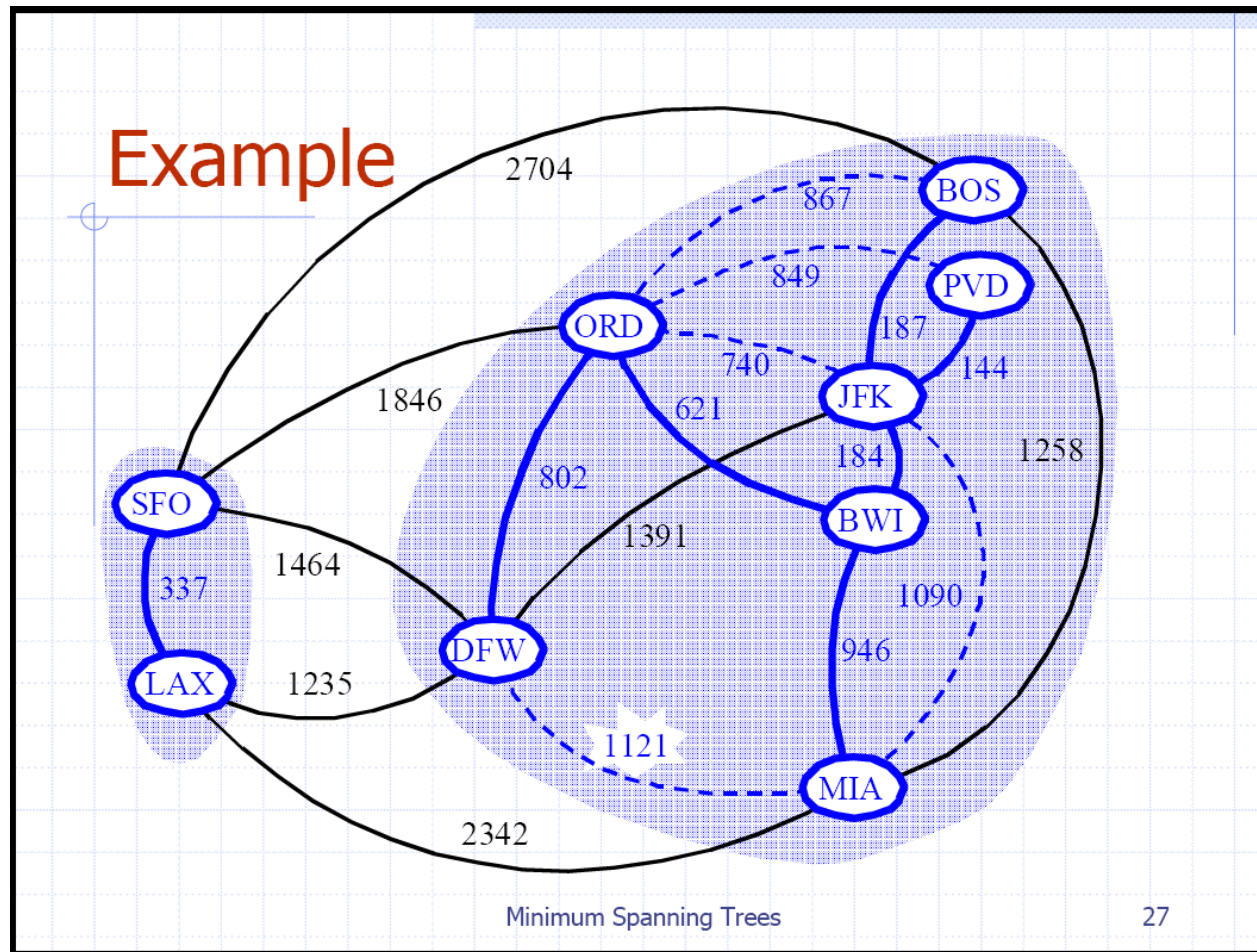 Example
2704
867
BOS
849
PVD
ORD
187
740
144
JFK
1846
621
184
1258
802
SFO
BWI
1391
1464
337
1090
DFW
946
LAX
1235
1121
MIA
2342
Minimum Spanning Trees
27